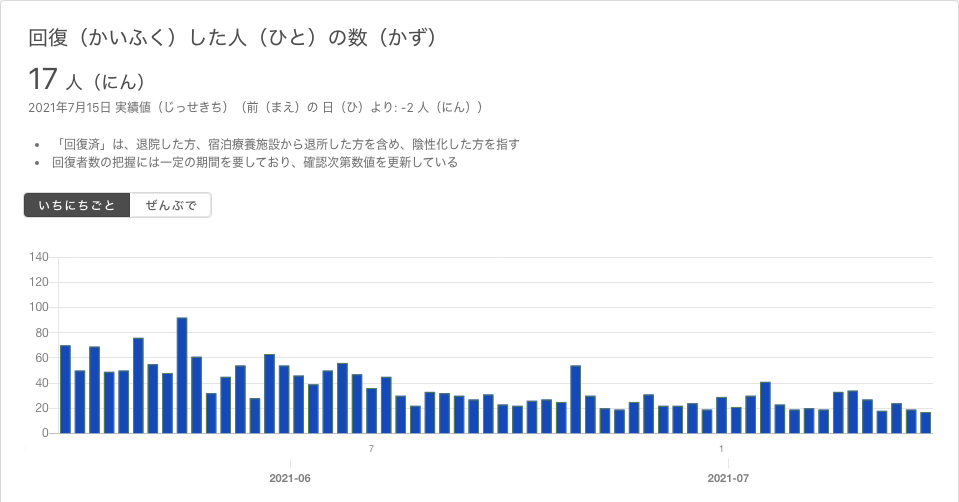 回復（かいふく）した人（ひと）の数（かず）
17 人（にん）
2021年7月15日 実績値（じっせきち）（前（まえ）の 日（ひ）より: -2 人（にん））
• 「回復済」は、退院した方、宿泊療養施設から退所した方を含め、陰性化した方を指す
• 回復者数の把握には一定の期間を要しており、確認次第数値を更新している
いちにちごと ぜんぶで
140
120
100
80
60
40
20
0
7 1
2021-06 2021-07